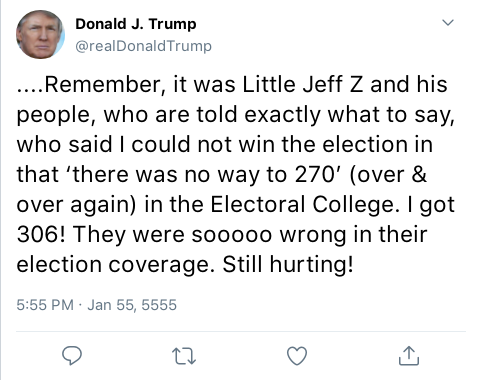 Donald J. Trump
@realDonaldTrump
....Remember, it was Little Jeff Z and his
people, who are told exactly what to say,
who said I could not win the election in
that ‘there was no way to 270’ (over &
over again) in the Electoral College. I got
306! They were sooooo wrong in their
election coverage. Still hurting!
5:55 PM · Jan 55, 5555